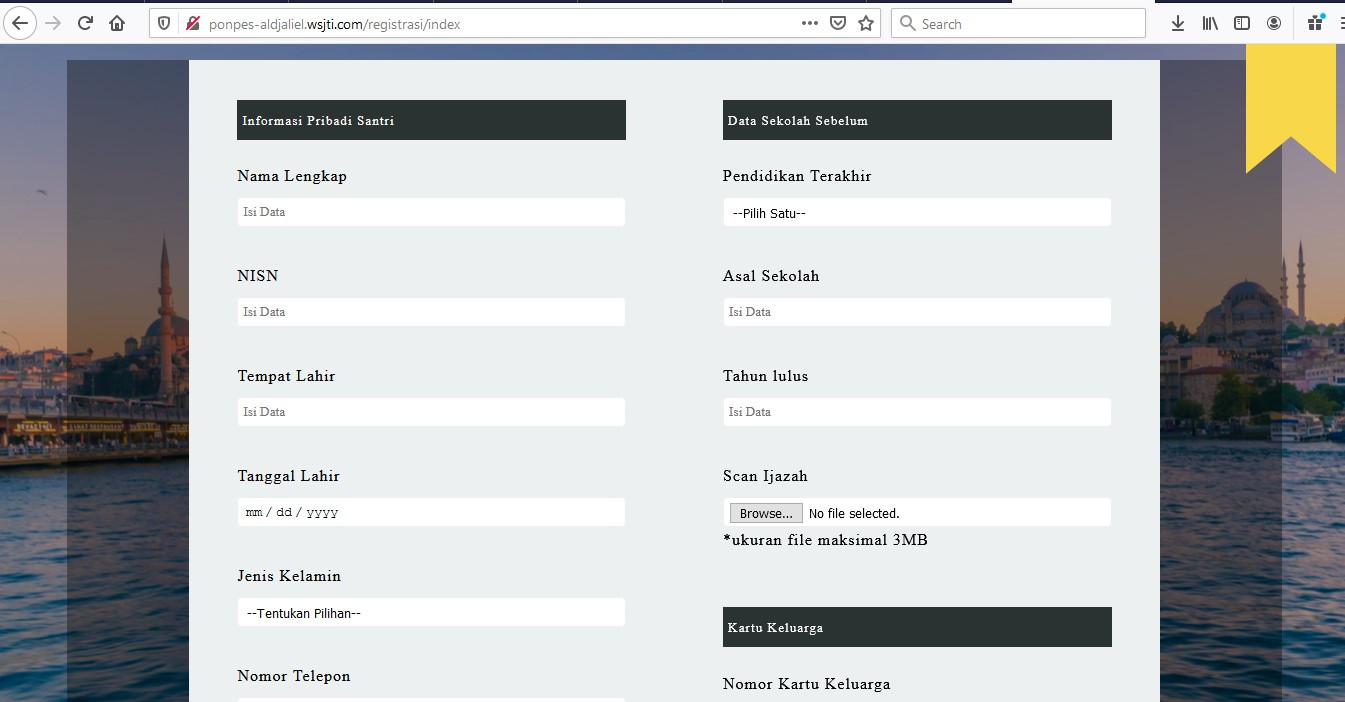 ponpes-aldjaliel.wsjti.com/registrasi/index
Search
Informasi Pribadi Santri
Nama Lengkap
Isi Data
NISN
Isi Data
Tempat Lahir
Isi Data
Tanggal Lahir
mm / dd / yyyy
Jenis Kelamin
--Tentukan Pilihan--
Nomor Telepon
Data Sekolah Sebelum
Pendidikan Terakhir
--Pilih Satu--
Asal Sekolah
Isi Data
Tahun lulus
Isi Data
Scan Ijazah
Browse... No file selected.
*ukuran file maksimal 3MB
Kartu Keluarga
Nomor Kartu Keluarga